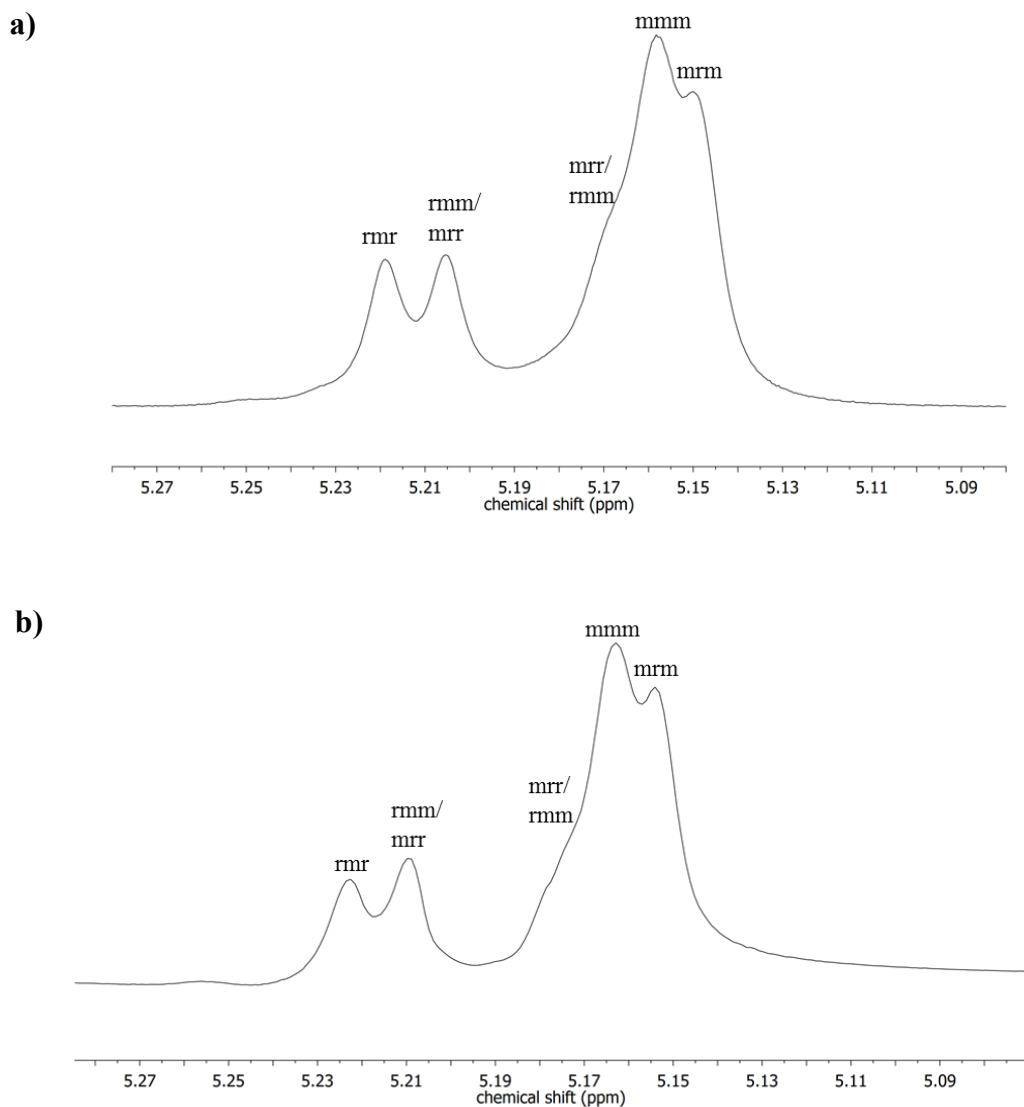 a)
mmm
mrm
mrr/
rmm
rmm/
mrr
rmr
5.27 5.25 5.23 5.21 5.19 5.17 5.15 5.13 5.11 5.09
chemical shift (ppm)
b)
mmm
mrm
mrr/
rmm
rmm/
mrr
rmr
5.27 5.25 5.23 5.21 5.19 5.17 5.15 5.13 5.11 5.09
chemical shift (ppm)